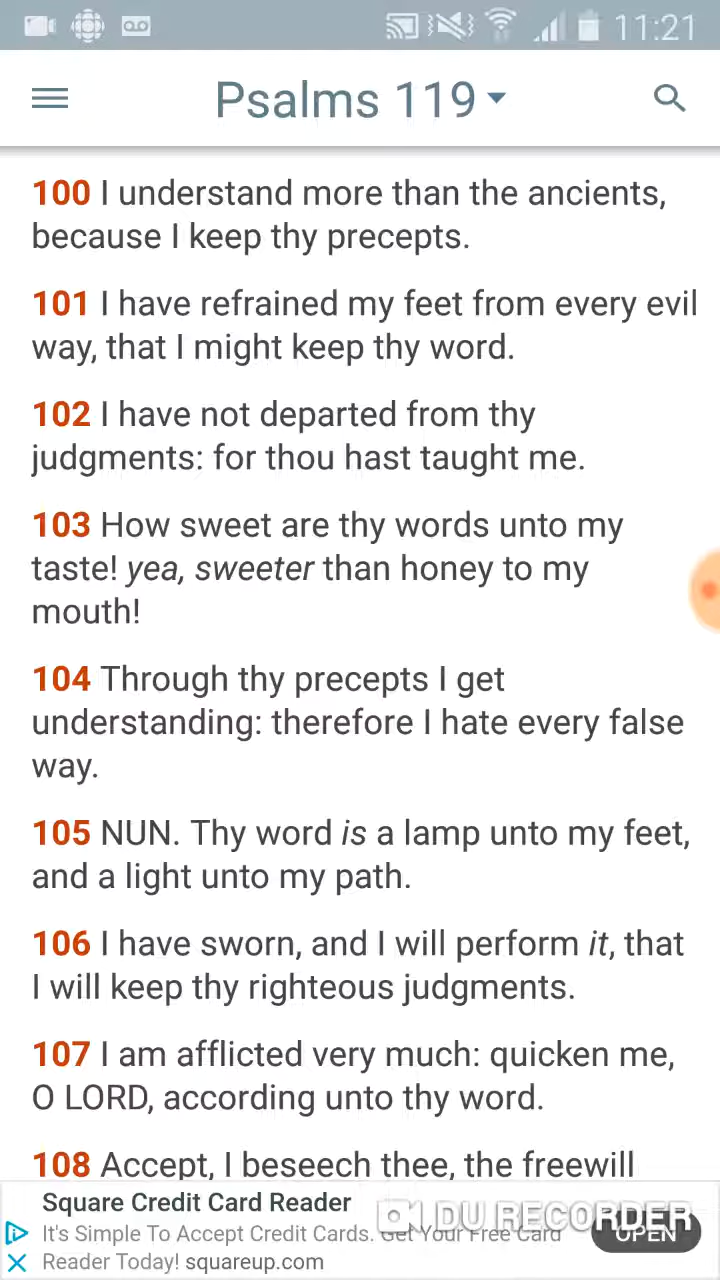 11:21
Psalms 119
100 I understand more than the ancients,
because I keep thy precepts.
101 I have refrained my feet from every evil
way, that I might keep thy word.
102 I have not departed from thy
judgments: for thou hast taught me.
103 How sweet are thy words unto my
taste! yea, sweeter than honey to my
mouth!
104 Through thy precepts I get
understanding: therefore I hate every false
way.
105 NUN. Thy word is a lamp unto my feet,
and a light unto my path.
106 I have sworn, and I will perform it, that
I will keep thy righteous judgments.
107 I am afflicted very much: quicken me,
O LORD, according unto thy word.
108 Accept, I beseech thee, the freewill
Square Credit Card Reader
DU RECORDER
It's Simple To Accept Credit Cards. Get Your Free Card
OPEN
Reader Today! squareup.com